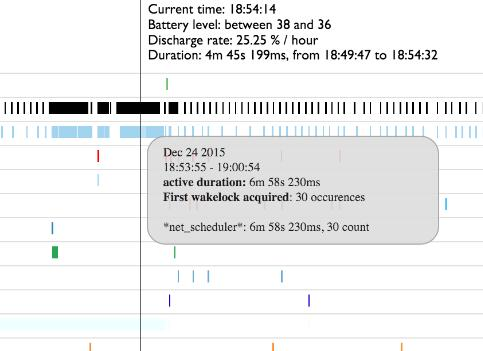 Current time: 18:54:14
Battery level: between 38 and 36
Discharge rate: 25.25 % / hour
Duration: 4m 45s 199ms, from 18:49:47 to 18:54:32
Dec 24 2015
18:53:55 - 19:00:54
active duration: 6m 58s 230ms
First wakelock acquired: 30 occurences
*net_scheduler*: 6m 58s 230ms, 30 count